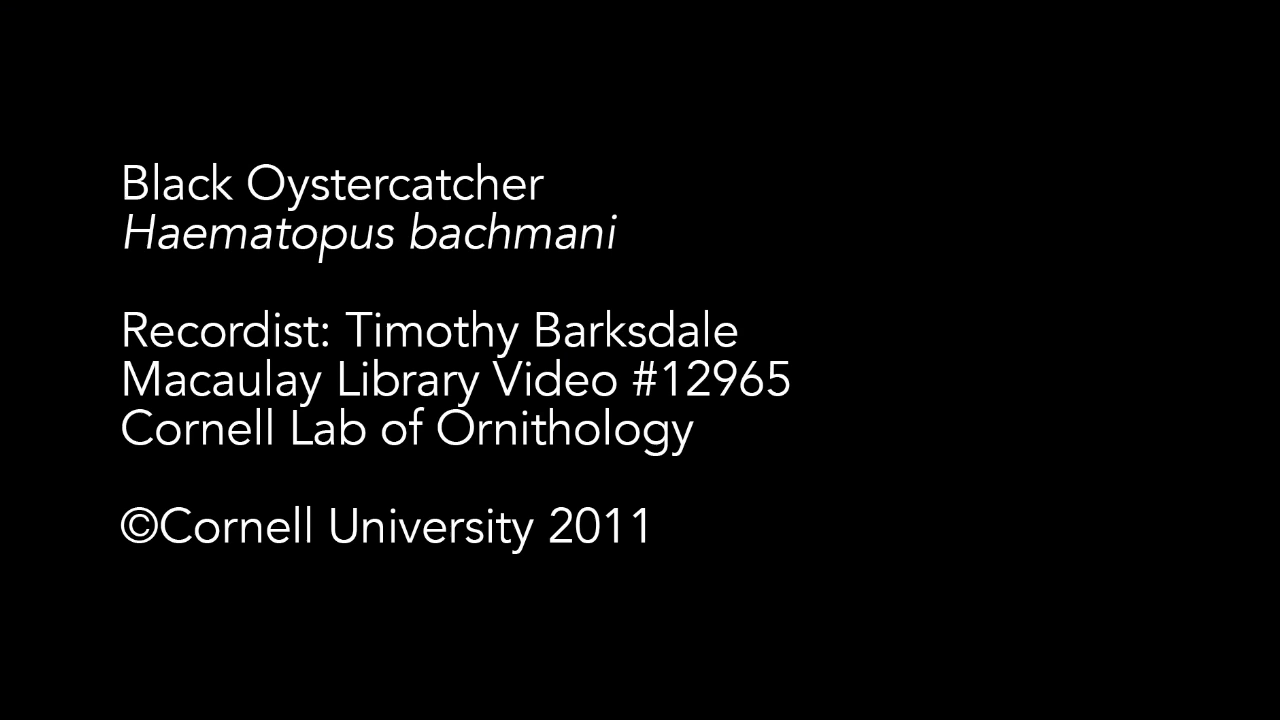 Black Oystercatcher
Haematopus bachmani
Recordist: Timothy Barksdale
Macaulay Library Video #12965
Cornell Lab of Ornithology
©Cornell University 2011